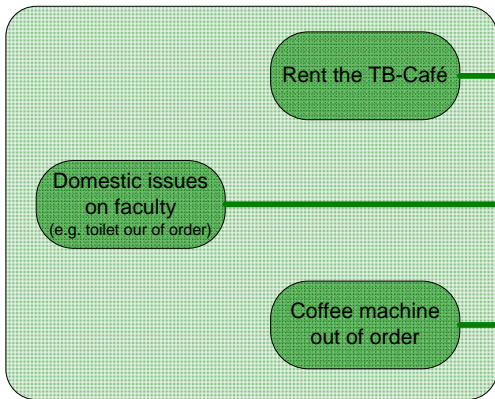 Rent the TB-Café
Domestic issues
on faculty
(e.g. toilet our of order)
Coffee machine
out of order